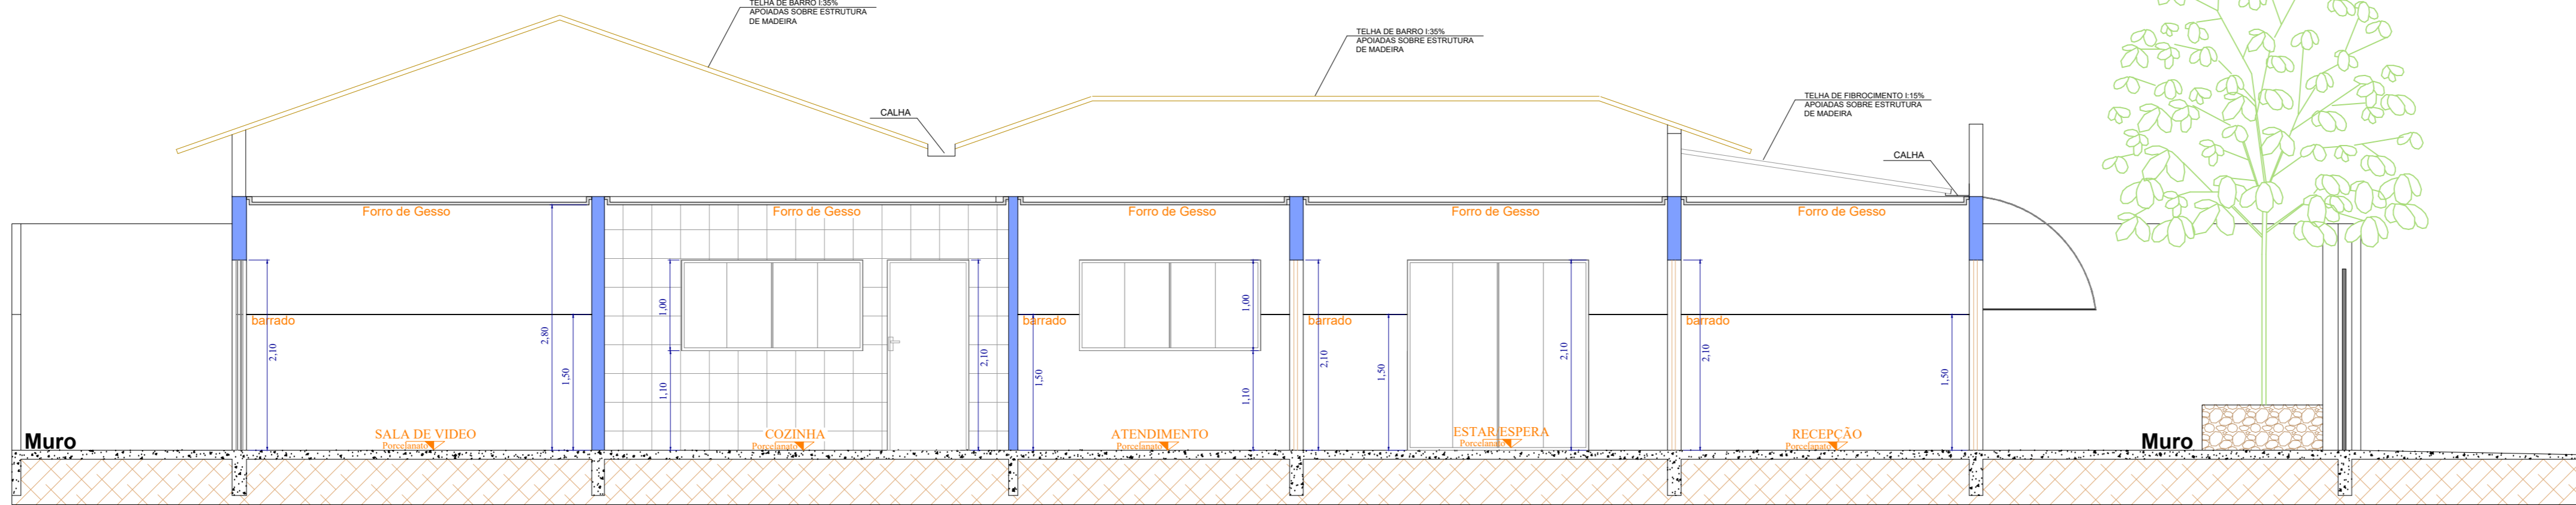 TELHA DE BARRO I:35%
APOIADAS SOBRE ESTRUTURA
DE MADEIRA
TELHA DE BARRO I:35%
APOIADAS SOBRE ESTRUTURA
DE MADEIRA
TELHA DE FIBROCIMENTO I:15%
APOIADAS SOBRE ESTRUTURA
DE MADEIRA
CALHA
CALHA
Forro de Gesso
Forro de Gesso
Forro de Gesso
Forro de Gesso
Forro de Gesso
barrado
barrado
barrado
barrado
2,10
2,80
1,50
1,00
1,10
2,10
1,50
1,00
1,10
2,10
1,50
2,10
2,10
1,50
Muro
SALA DE VIDEO
Porcelanato
COZINHA
Porcelanato
ATENDIMENTO
Porcelanato
ESTAR/ESPERA
Porcelanato
RECEPÇÃO
Porcelanato
Muro